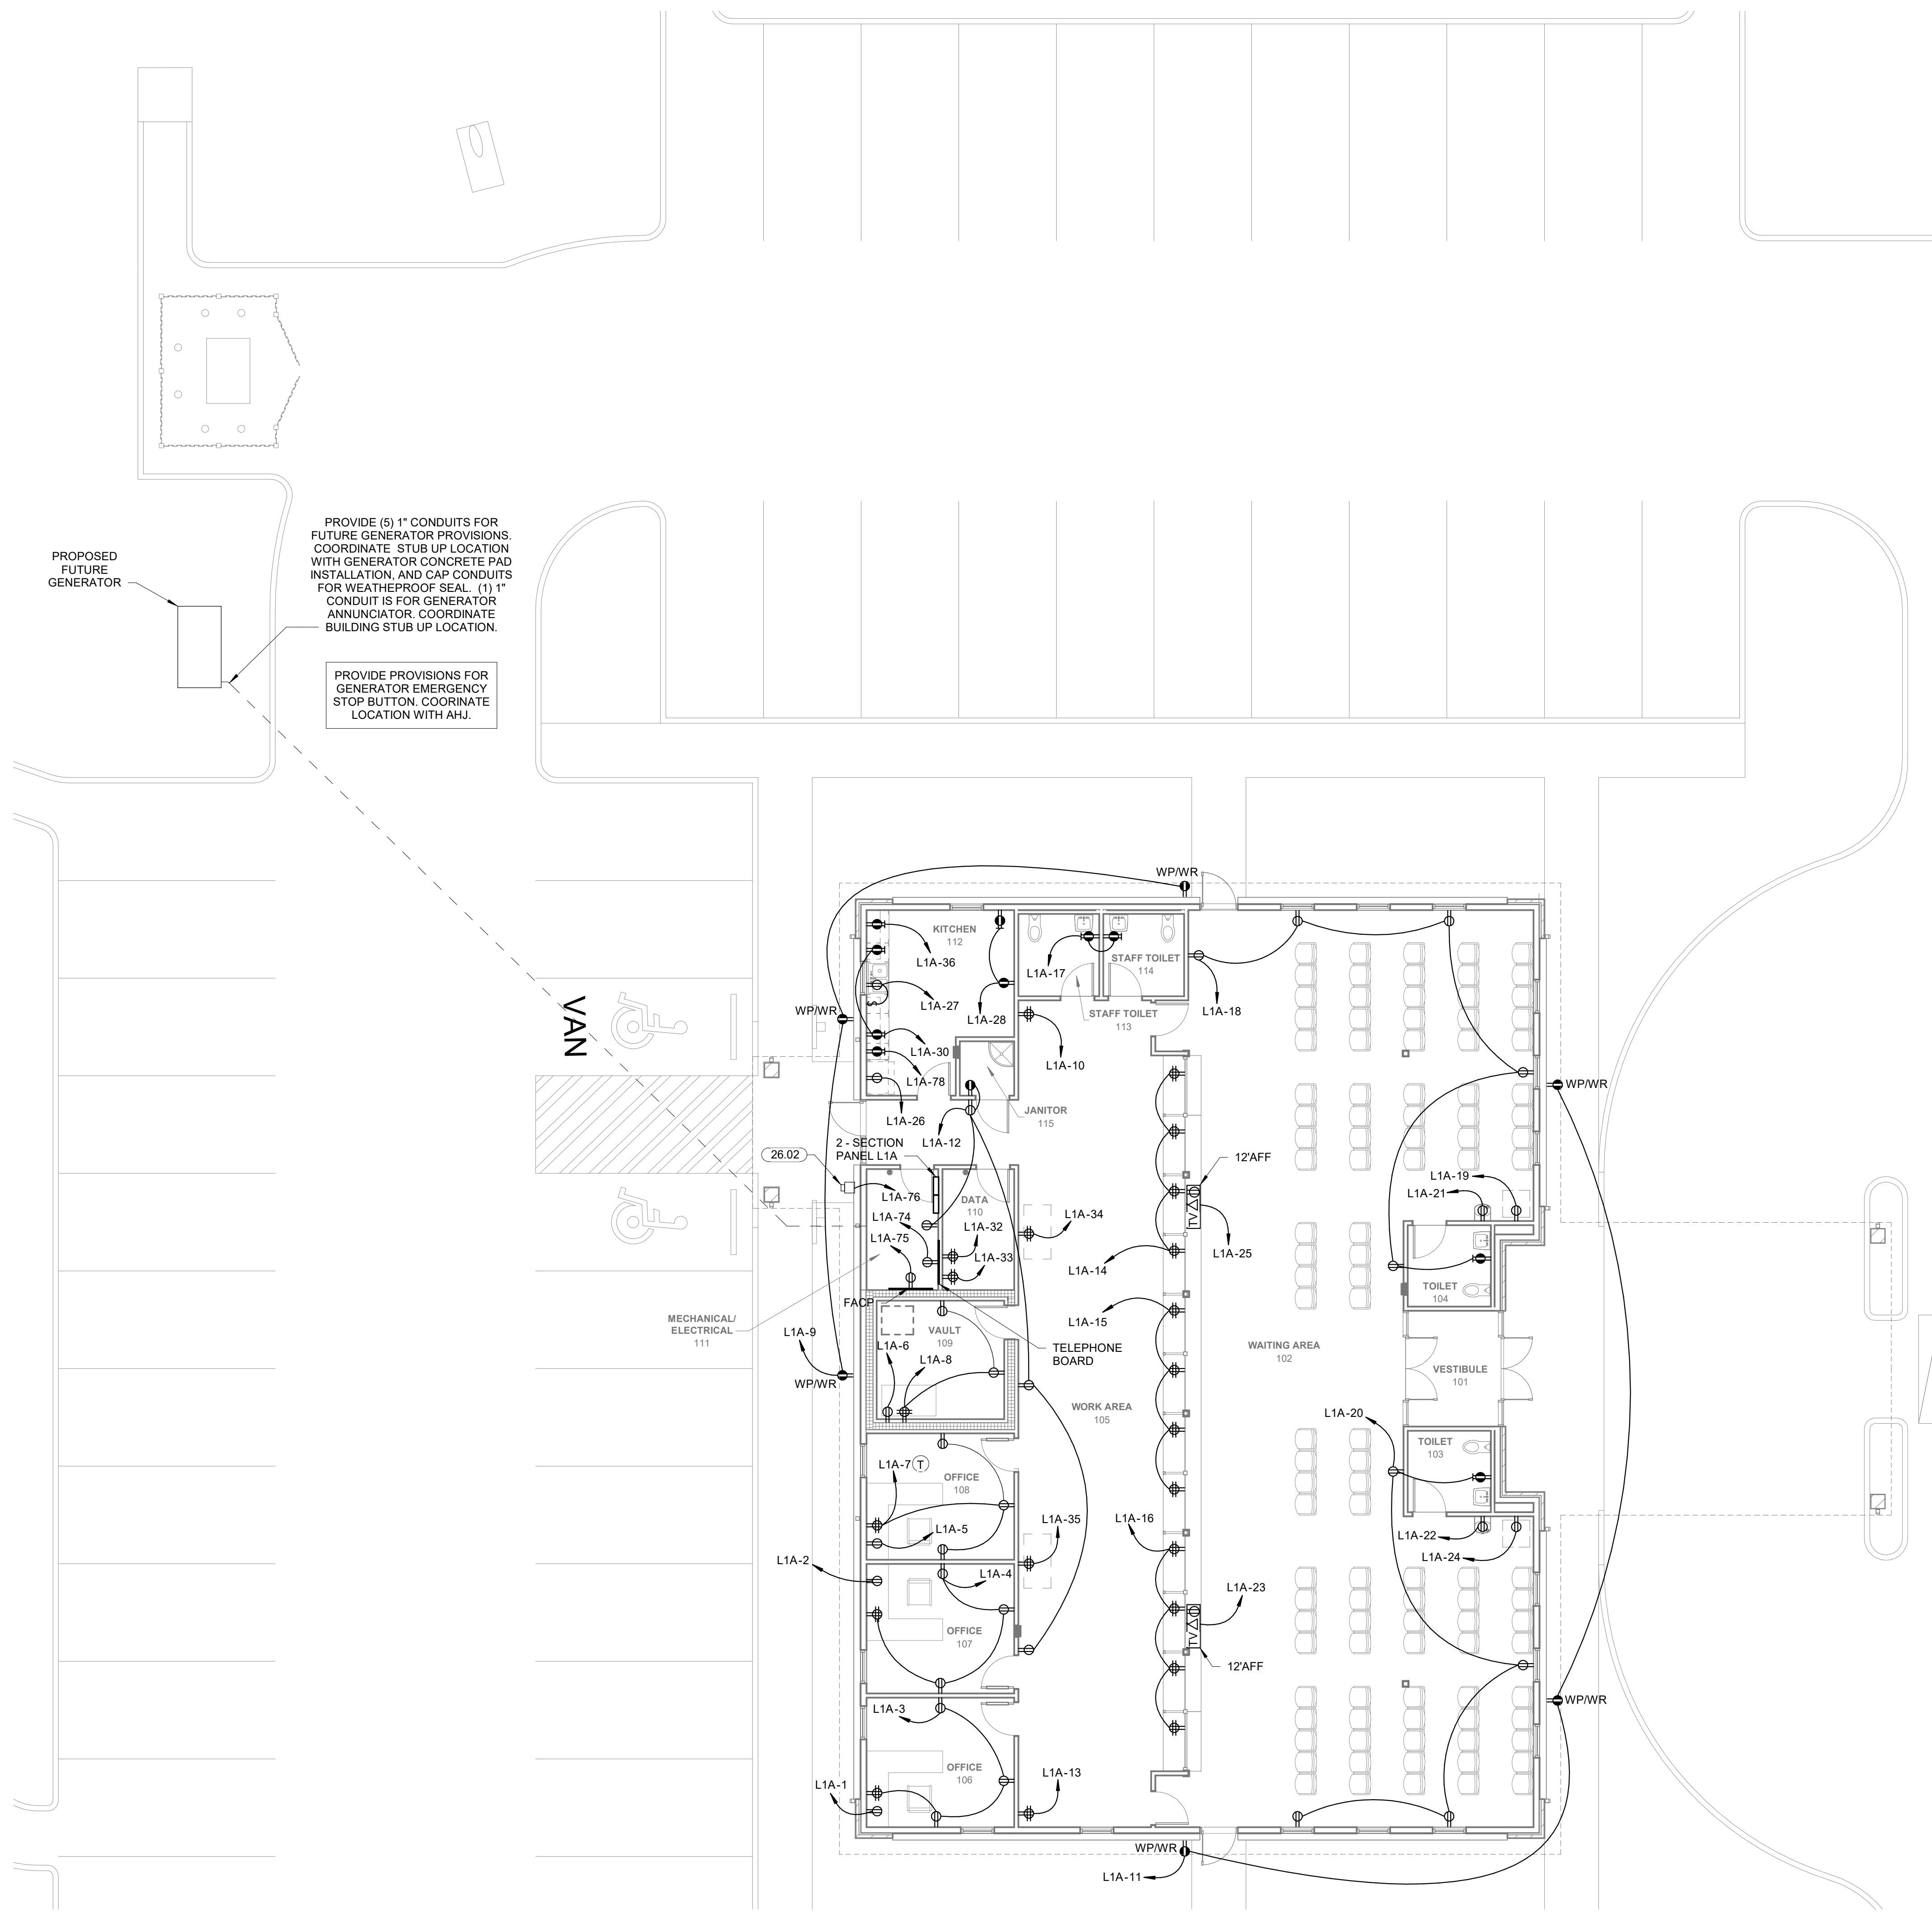 PROPOSED
FUTURE
GENERATOR
PROVIDE (5) 1" CONDUITS FOR
FUTURE GENERATOR PROVISIONS.
COORDINATE STUB UP LOCATION
WITH GENERATOR CONCRETE PAD
INSTALLATION, AND CAP CONDUITS
FOR WEATHEPROOF SEAL. (1) 1"
CONDUIT IS FOR GENERATOR
ANNUNCIATOR. COORDINATE
BUILDING STUB UP LOCATION.
PROVIDE PROVISIONS FOR
GENERATOR EMERGENCY
STOP BUTTON. COORINATE
LOCATION WITH AHJ.
VAN
WP/WR
KITCHEN
112
L1A-36
L1A-27
S
L1A-28
L1A-30
L1A-78
L1A-26
L1A-17
STAFF TOILET
114
STAFF TOILET
113
L1A-18
WP/WR
L1A-10
JANITOR
115
L1A-12
WP/WR
2 - SECTION
PANEL L1A
26.02
L1A-76
L1A-74
L1A-75
DATA
110
L1A-32
L1A-33
L1A-34
12'AFF
TV
L1A-25
L1A-19
L1A-21
L1A-14
L1A-15
FACP
MECHANICAL/
ELECTRICAL
111
TOILET
104
VAULT
109
L1A-9
L1A-6
L1A-8
WP/WR
TELEPHONE
BOARD
WAITING AREA
102
VESTIBULE
101
WORK AREA
105
L1A-20
TOILET
103
L1A-7
T
OFFICE
108
L1A-5
L1A-35
L1A-16
L1A-22
L1A-24
L1A-2
L1A-4
L1A-23
TV
12'AFF
OFFICE
107
WP/WR
L1A-3
OFFICE
106
L1A-1
L1A-13
WP/WR
L1A-11